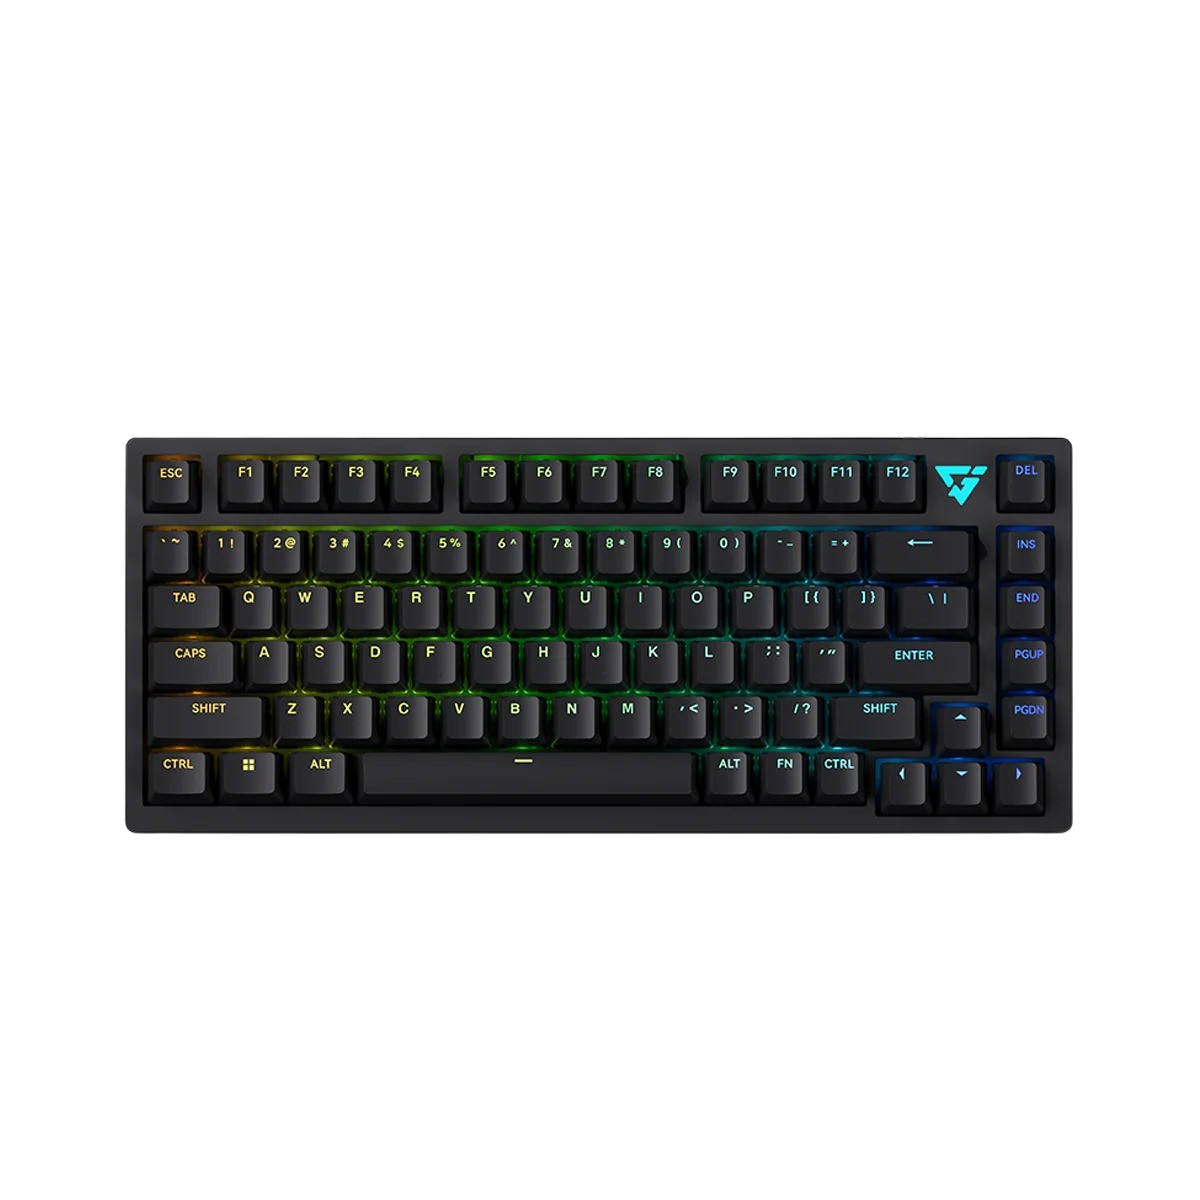 ESC F1 F2 F3 F4 F5 F6 F7 F8 F9 F10 F11 F12 DEL
` ~ 1 ! 2 @ 3 # 4 $ 5 % 6 ^ 7 & 8 * 9 ( 0 ) - _ = + ← INS
TAB Q W E R T Y U I O P [ { ] } \ | END
CAPS A S D F G H J K L ; : ' " ENTER PGUP
SHIFT Z X C V B N M , < . > / ? SHIFT PGDN
CTRL ALT ALT FN CTRL